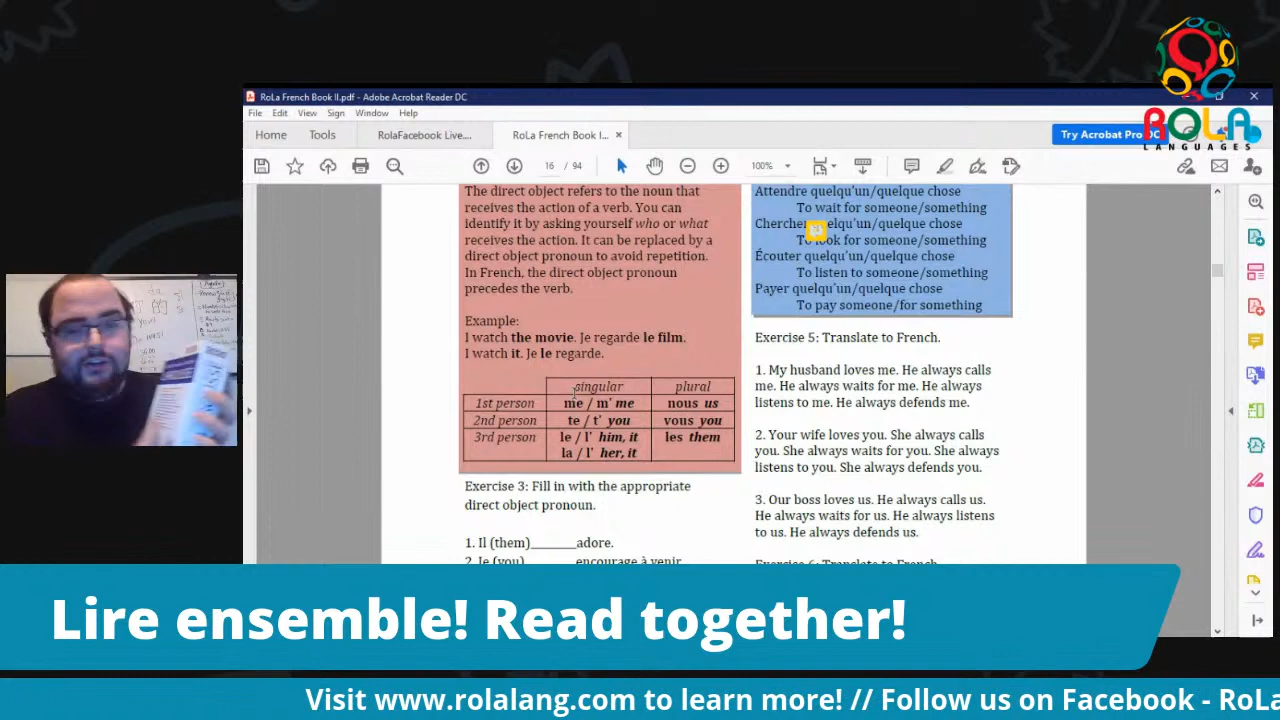 ROLA
LANGUAGES
RoLa French Book II.pdf - Adobe Acrobat Reader DC
File Edit View Sign Window Help
Home Tools RolaFacebook Live... RoLa French Book I... ×
Try Acrobat Pro DC
16 / 94 100%
The direct object refers to the noun that
receives the action of a verb. You can
identify it by asking yourself who or what
receives the action. It can be replaced by a
direct object pronoun to avoid repetition.
In French, the direct object pronoun
precedes the verb.
Example:
I watch the movie. Je regarde le film.
I watch it. Je le regarde.
singular plural
1st person me / m' me nous us
2nd person te / t' you vous you
3rd person le / l' him, it les them
la / l' her, it
Exercise 3: Fill in with the appropriate
direct object pronoun.
1. Il (them)_______adore.
2. Je (you)_______encourage à venir
Attendre quelqu'un/quelque chose
To wait for someone/something
Chercher elqu'un/quelque chose
To look for someone/something
Écouter quelqu'un/quelque chose
To listen to someone/something
Payer quelqu'un/quelque chose
To pay someone/for something
Exercise 5: Translate to French.
1. My husband loves me. He always calls
me. He always waits for me. He always
listens to me. He always defends me.
2. Your wife loves you. She always calls
you. She always waits for you. She always
listens to you. She always defends you.
3. Our boss loves us. He always calls us.
He always waits for us. He always listens
to us. He always defends us.
Exercise 6: Translate to French.
Lire ensemble! Read together!
Visit www.rolalang.com to learn more! // Follow us on Facebook - RoLa